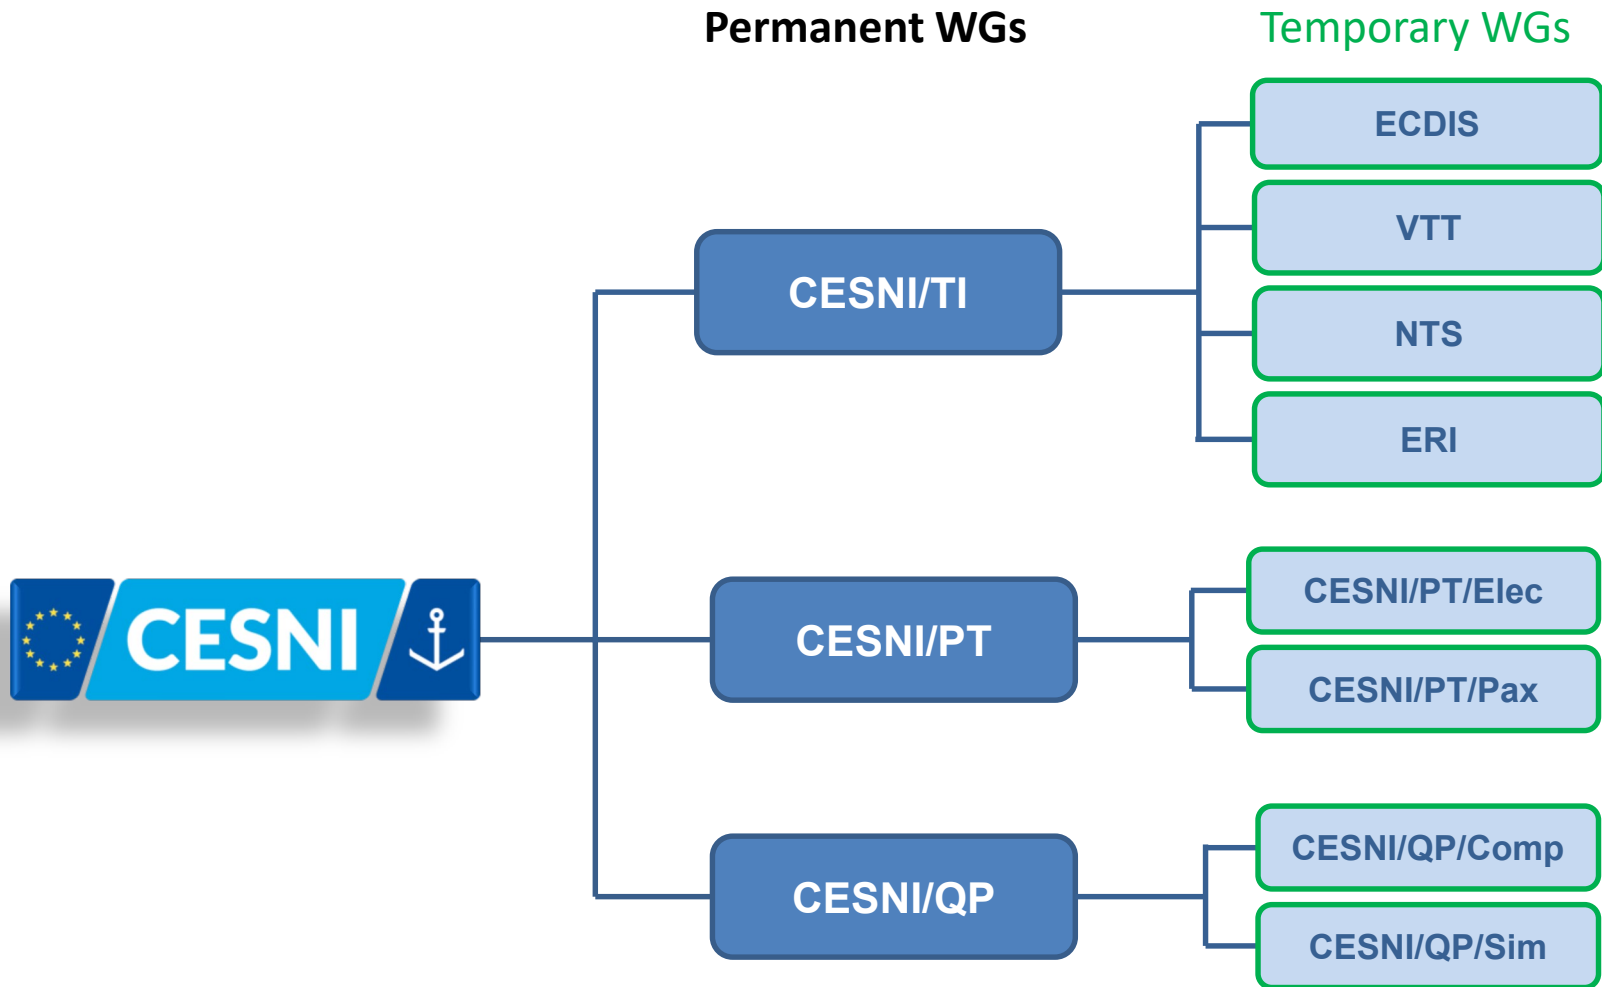 Permanent WGs
Temporary WGs
ECDIS
VTT
CESNI/TI
NTS
ERI
CESNI
CESNI/PT
CESNI/PT/Elec
CESNI/PT/Pax
CESNI/QP
CESNI/QP/Comp
CESNI/QP/Sim